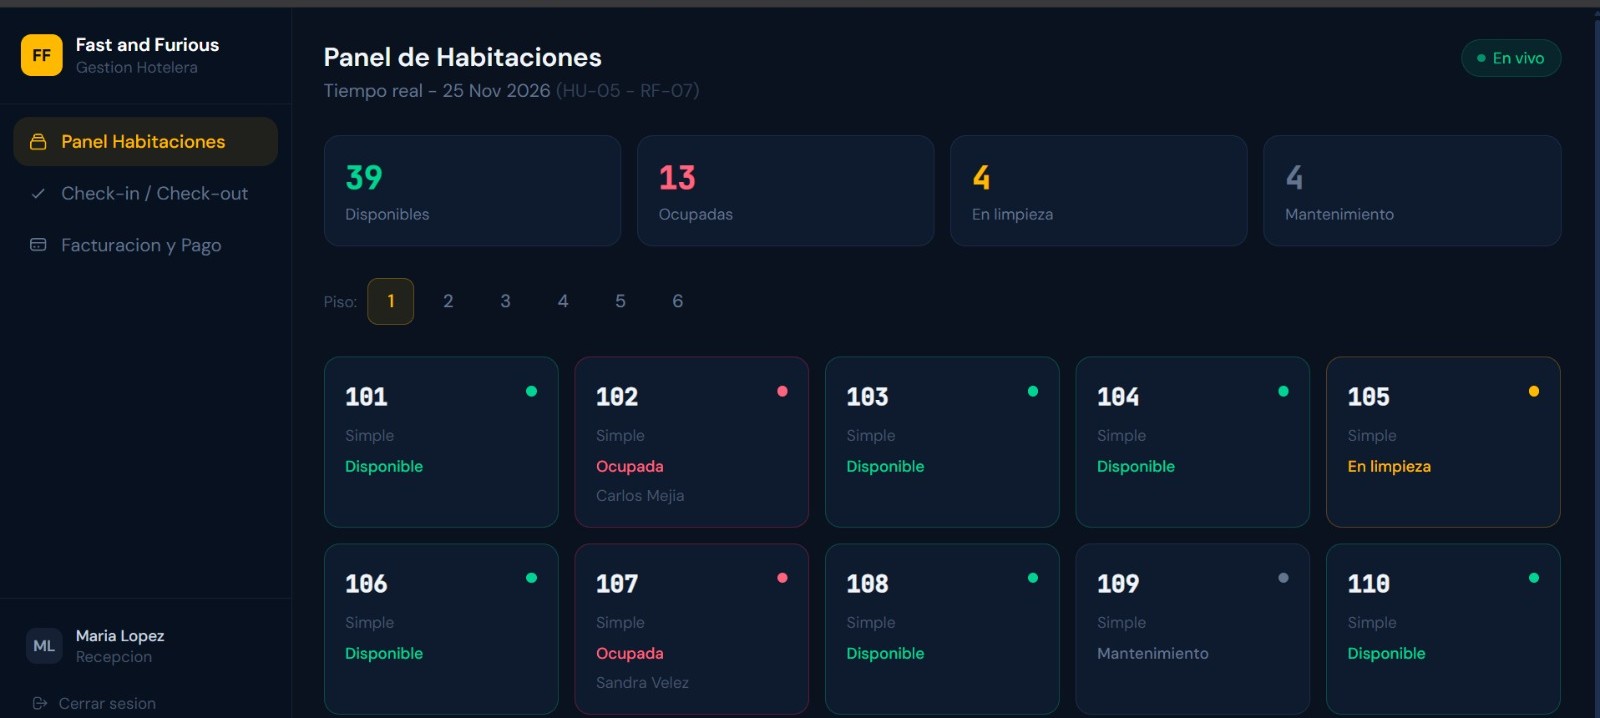 FF
Fast and Furious
Gestion Hotelera
Panel Habitaciones
Check-in / Check-out
Facturacion y Pago
ML
Maria Lopez
Recepcion
Cerrar sesion
Panel de Habitaciones
Tiempo real - 25 Nov 2026 (HU-05 - RF-07)
En vivo
39
Disponibles
13
Ocupadas
4
En limpieza
4
Mantenimiento
Piso: 1 2 3 4 5 6
101
Simple
Disponible
102
Simple
Ocupada
Carlos Mejia
103
Simple
Disponible
104
Simple
Disponible
105
Simple
En limpieza
106
Simple
Disponible
107
Simple
Ocupada
Sandra Velez
108
Simple
Disponible
109
Simple
Mantenimiento
110
Simple
Disponible